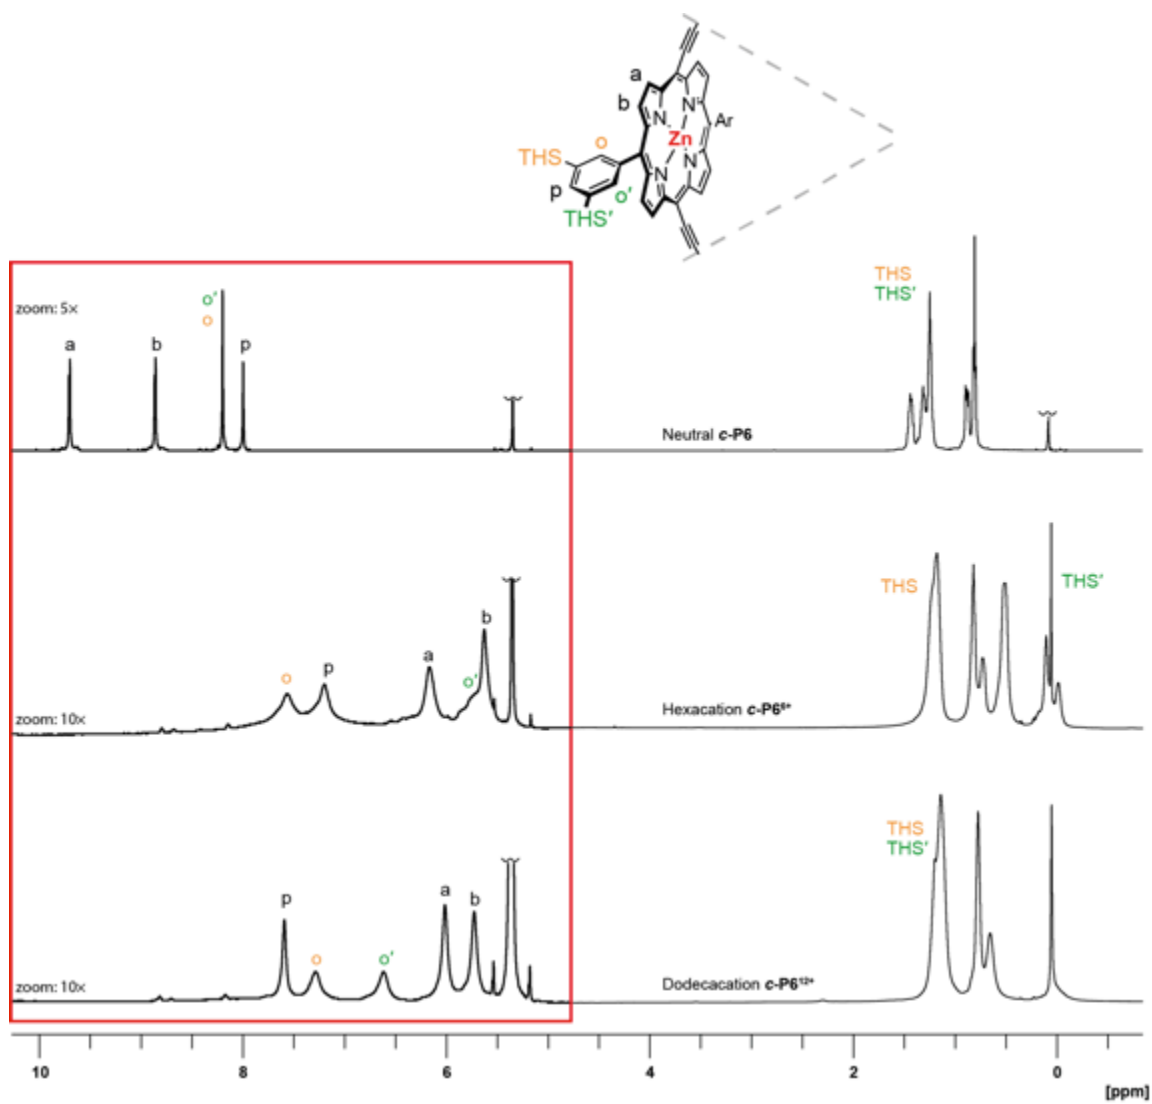 a
b
N
N
Ar
o
Zn
THS
N
N
p
o'
THS'
zoom: 5×
a
b
o'
o
p
THS
THS'
Neutral c-P6
o
p
a
o'
b
THS
THS'
zoom: 10×
Hexacation c-P6⁶⁺
p
o
o'
a
b
THS
THS'
zoom: 10×
Dodecacation c-P6¹²⁺
10
8
6
4
2
0
[ppm]